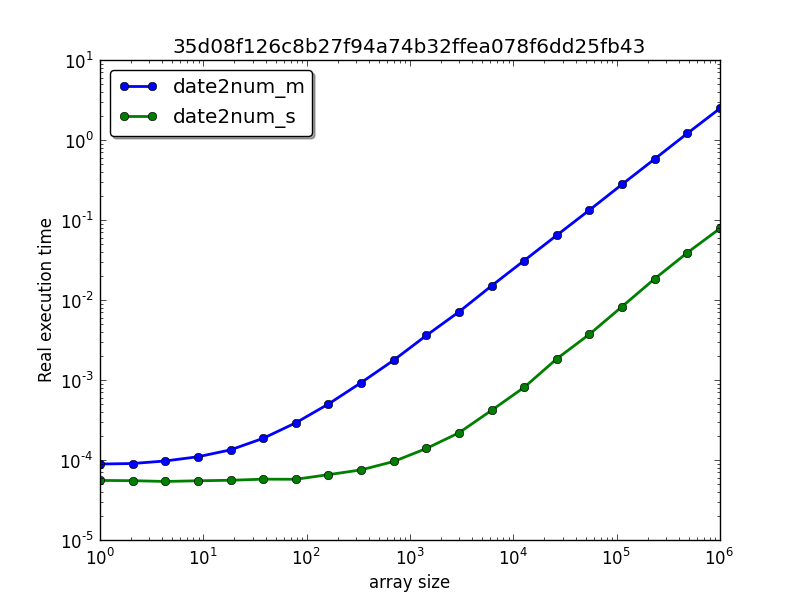 35d08f126c8b27f94a74b32ffea078f6dd25fb43
date2num_m
date2num_s
Real execution time
10^1
10^0
10^-1
10^-2
10^-3
10^-4
10^-5
10^0 10^1 10^2 10^3 10^4 10^5 10^6
array size